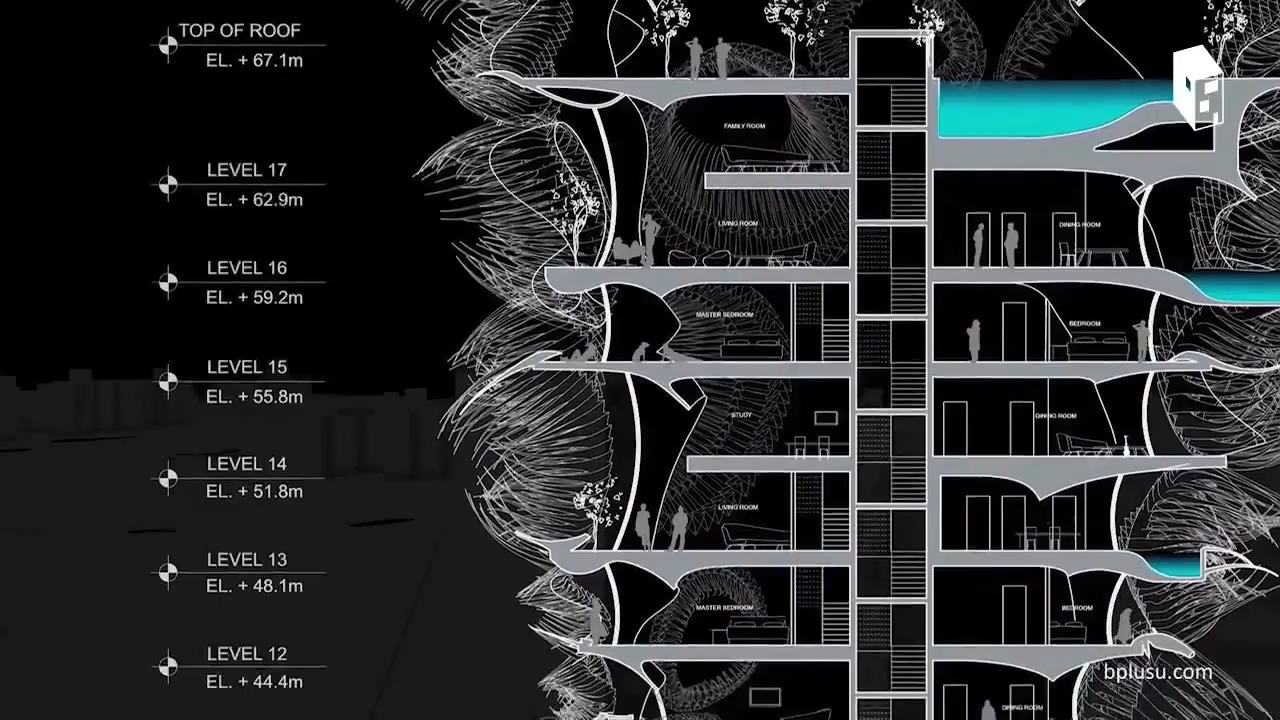 TOP OF ROOF
EL. + 67.1m
LEVEL 17
EL. + 62.9m
LEVEL 16
EL. + 59.2m
LEVEL 15
EL. + 55.8m
LEVEL 14
EL. + 51.8m
LEVEL 13
EL. + 48.1m
LEVEL 12
EL. + 44.4m
FAMILY ROOM
LIVING ROOM
DINING ROOM
MASTER BEDROOM
BEDROOM
STUDY
DINING ROOM
LIVING ROOM
MASTER BEDROOM
BEDROOM
DINING ROOM
bplusu.com